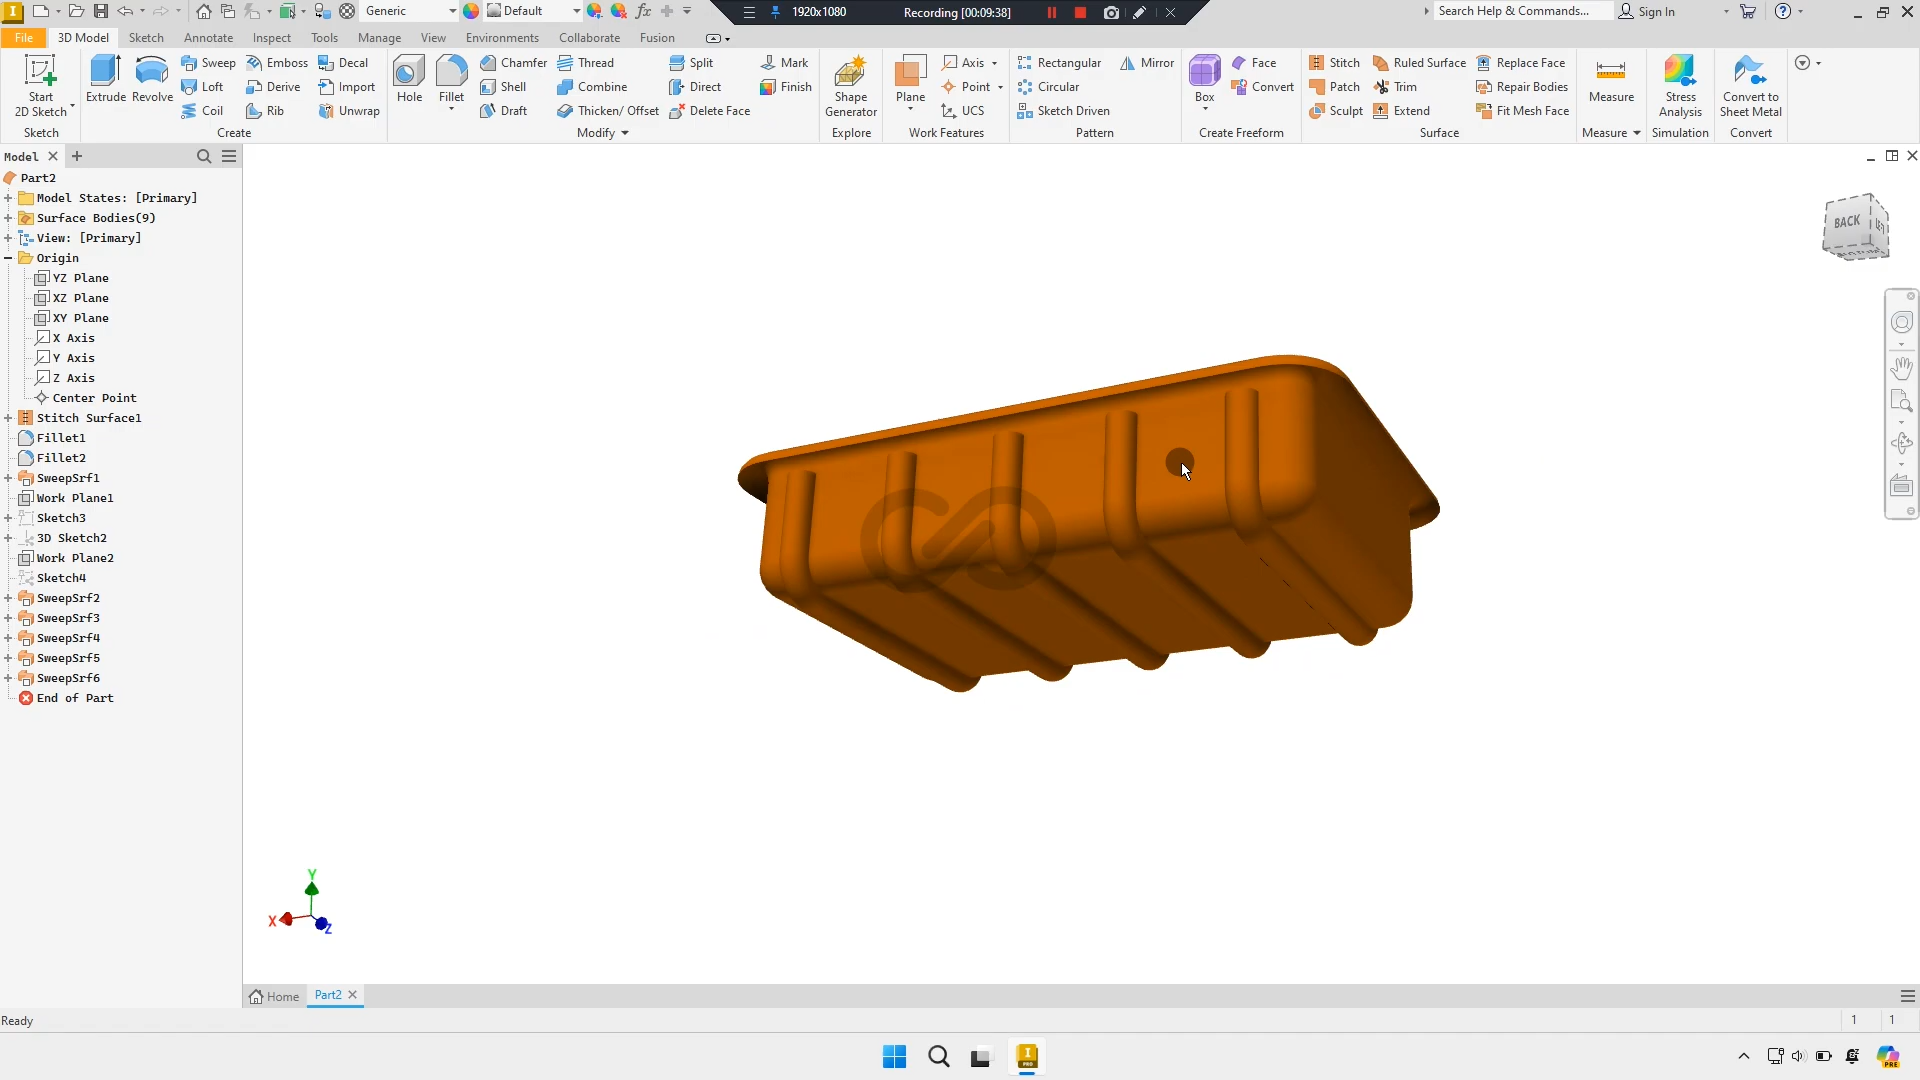 Generic
Default
fx
1920x1080
Recording [00:09:38]
Search Help & Commands...
Sign In
File
3D Model
Sketch
Annotate
Inspect
Tools
Manage
View
Environments
Collaborate
Fusion
Start
2D Sketch
Sketch
Extrude
Revolve
Sweep
Loft
Coil
Emboss
Derive
Rib
Decal
Import
Unwrap
Create
Hole
Fillet
Chamfer
Shell
Draft
Thread
Combine
Thicken/ Offset
Split
Direct
Delete Face
Mark
Finish
Modify
Shape
Generator
Explore
Plane
Axis
Point
UCS
Work Features
Rectangular
Circular
Sketch Driven
Mirror
Pattern
Box
Face
Convert
Create Freeform
Stitch
Patch
Sculpt
Ruled Surface
Trim
Extend
Replace Face
Repair Bodies
Fit Mesh Face
Surface
Measure
Measure
Stress
Analysis
Simulation
Convert to
Sheet Metal
Convert
Model
Part2
Model States: [Primary]
Surface Bodies(9)
View: [Primary]
Origin
YZ Plane
XZ Plane
XY Plane
X Axis
Y Axis
Z Axis
Center Point
Stitch Surface1
Fillet1
Fillet2
SweepSrf1
Work Plane1
Sketch3
3D Sketch2
Work Plane2
Sketch4
SweepSrf2
SweepSrf3
SweepSrf4
SweepSrf5
SweepSrf6
End of Part
BACK
Y
X
Z
Home
Part2
Ready
1
1
I
PRO
PRE